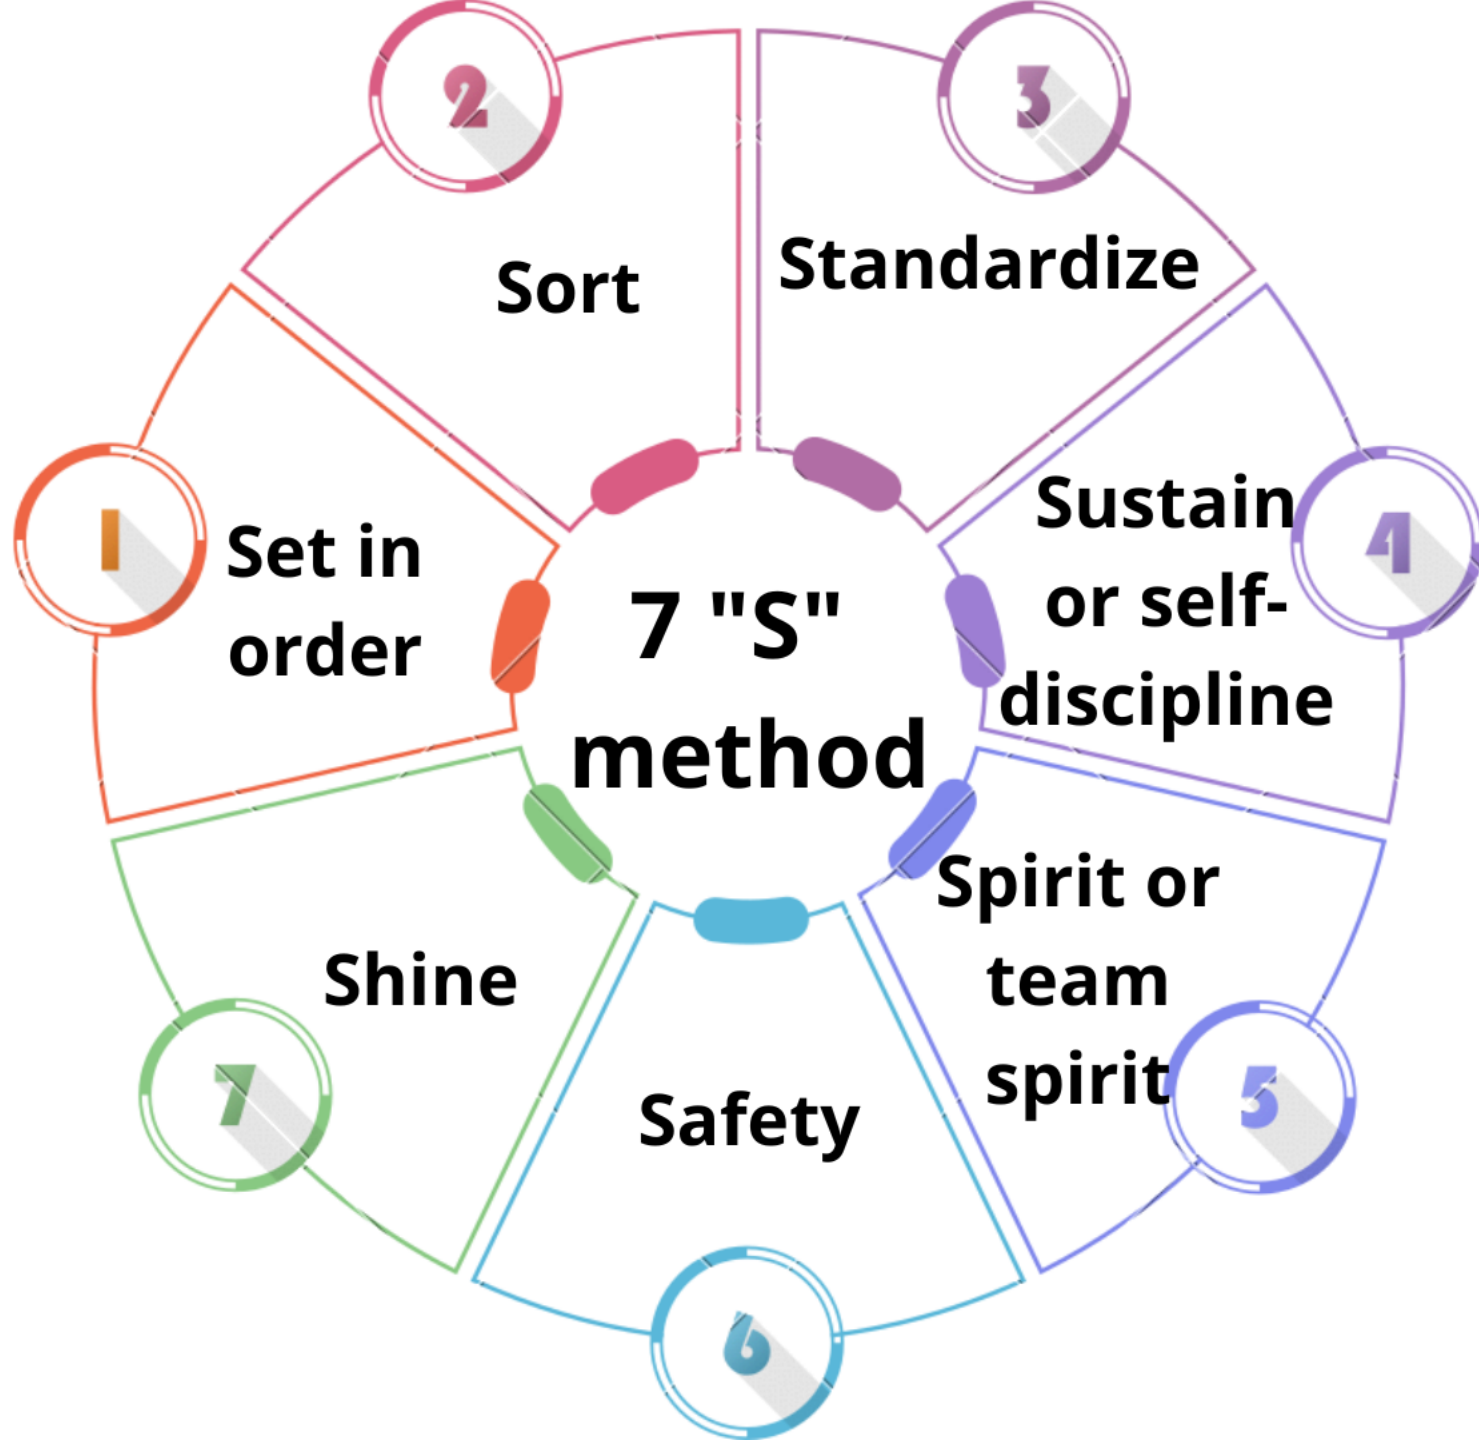 7 "S"
method
1
Set in
order
2
Sort
3
Standardize
4
Sustain
or self-
discipline
5
Spirit or
team
spirit
6
Safety
7
Shine